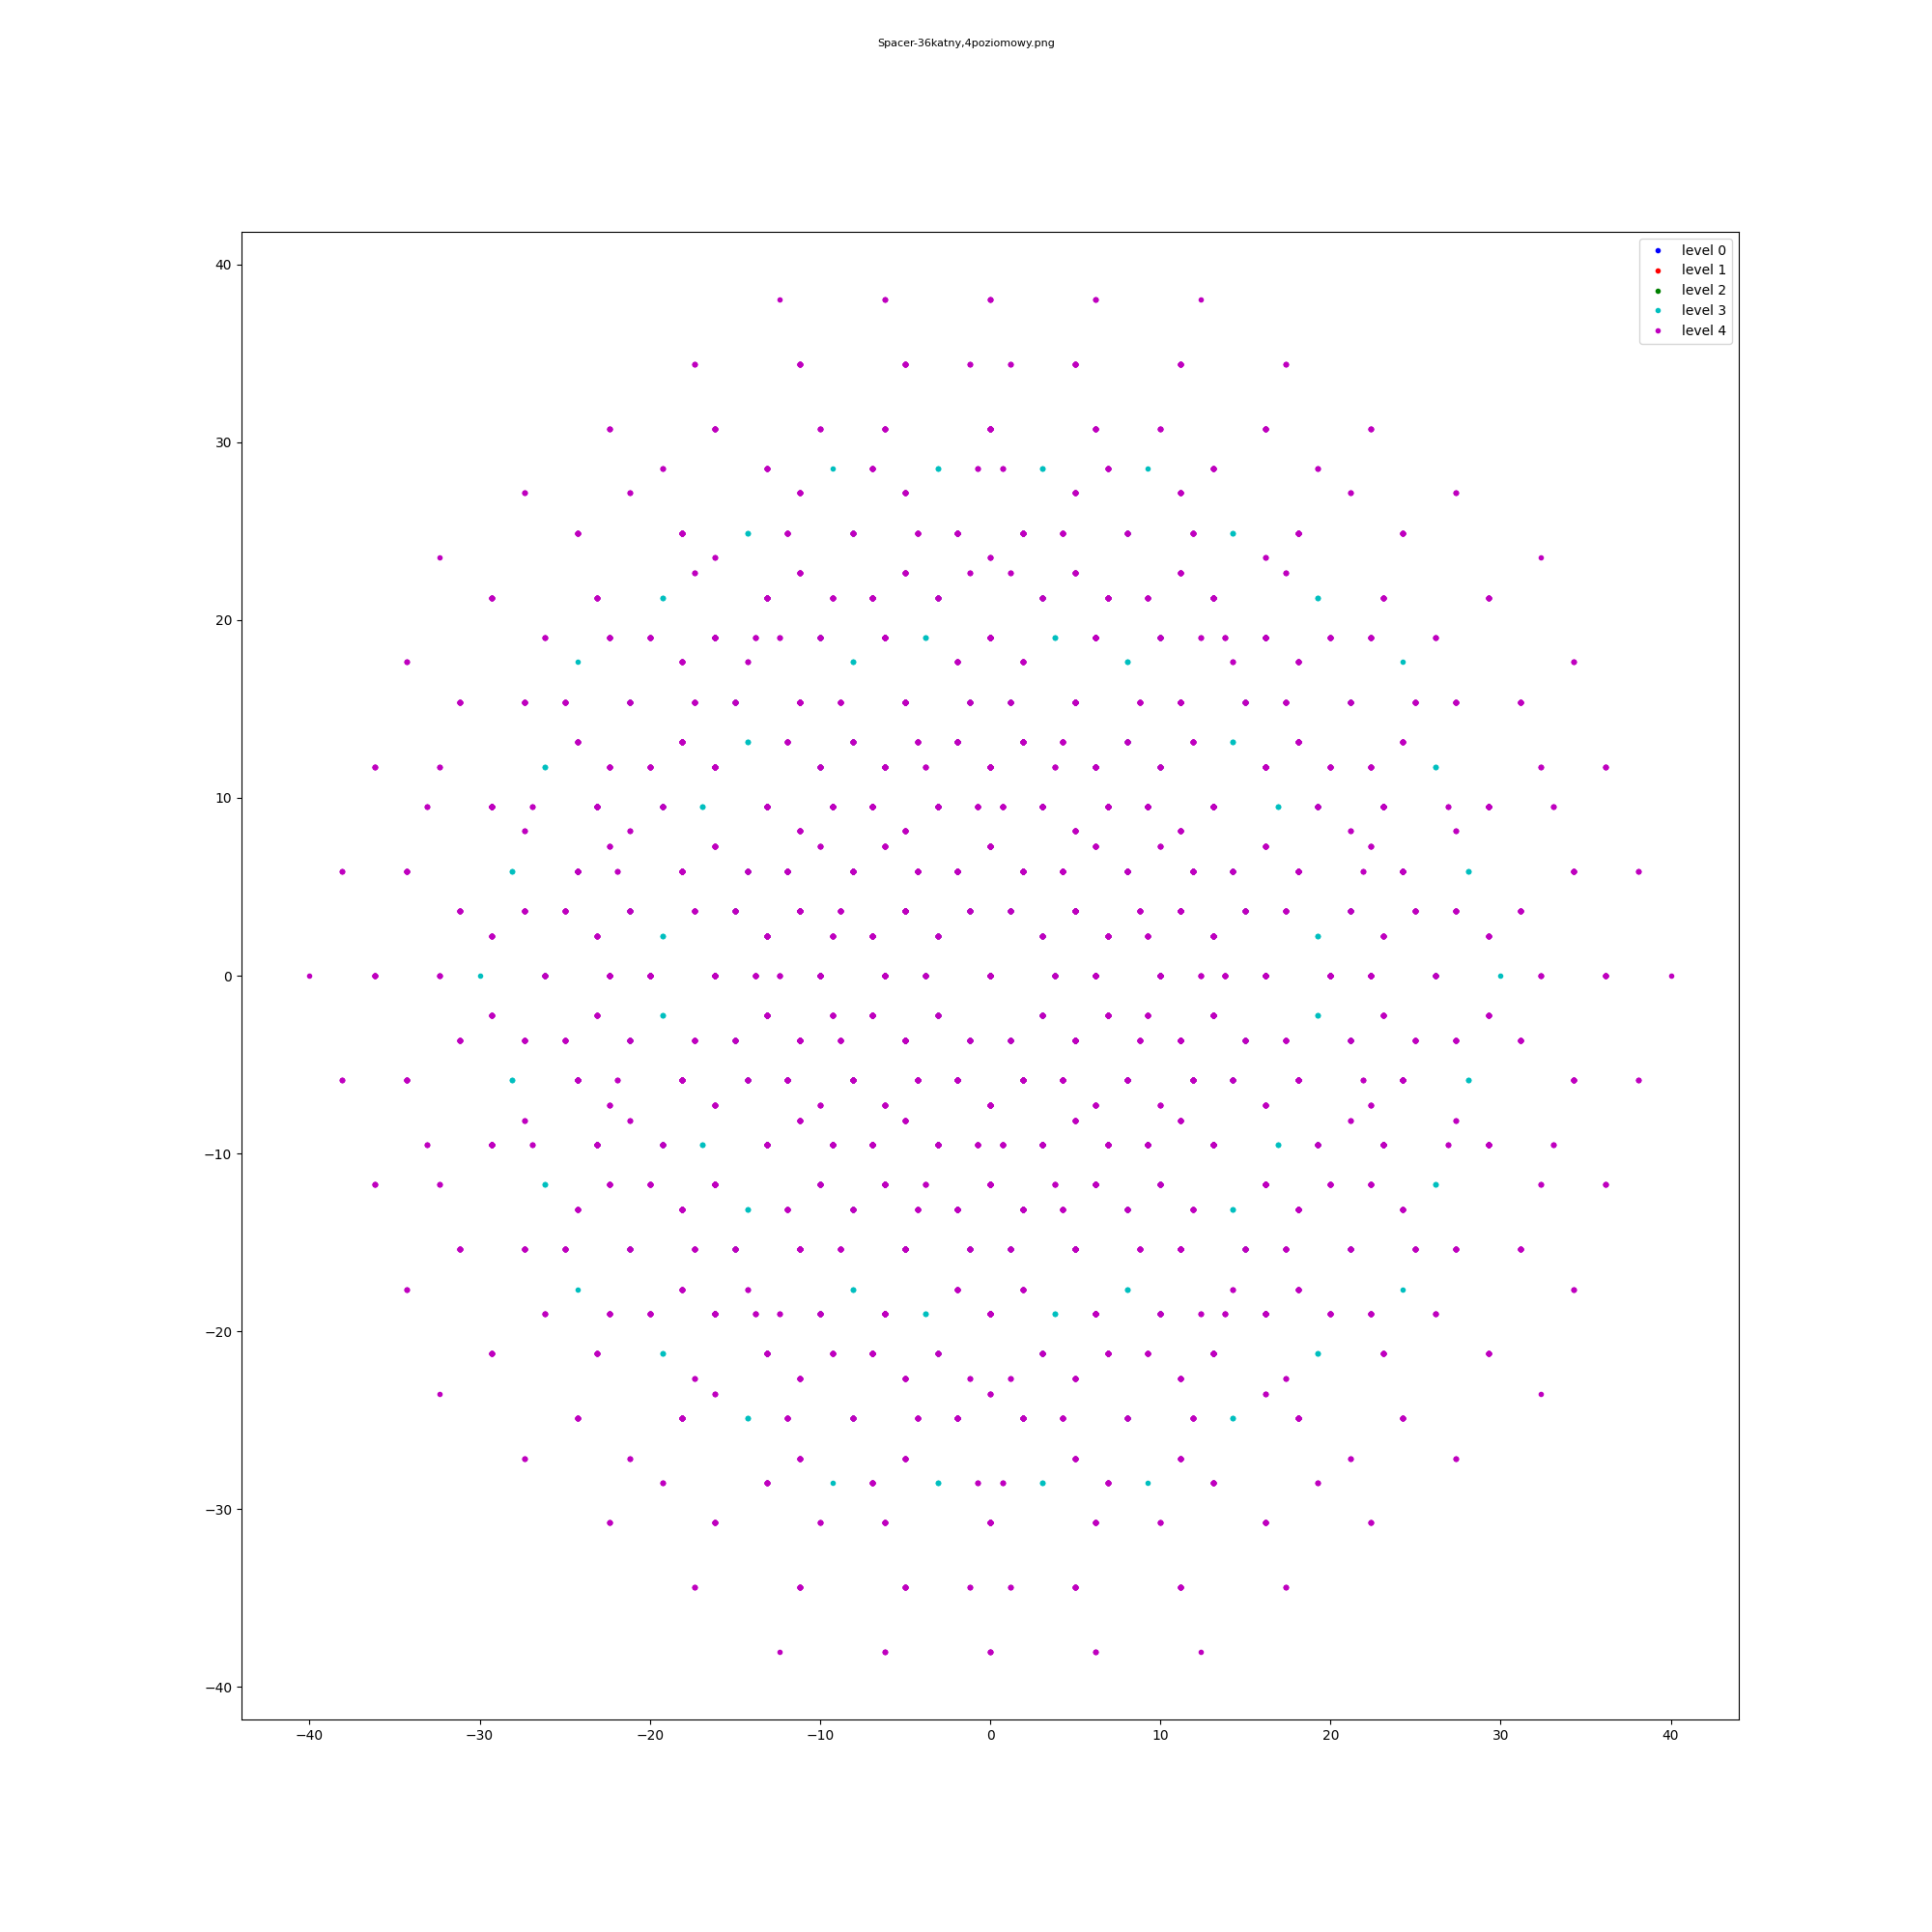 Spacer-36katny,4poziomowy.png
level 0
level 1
level 2
level 3
level 4
40
30
20
10
0
−10
−20
−30
−40
−40 −30 −20 −10 0 10 20 30 40